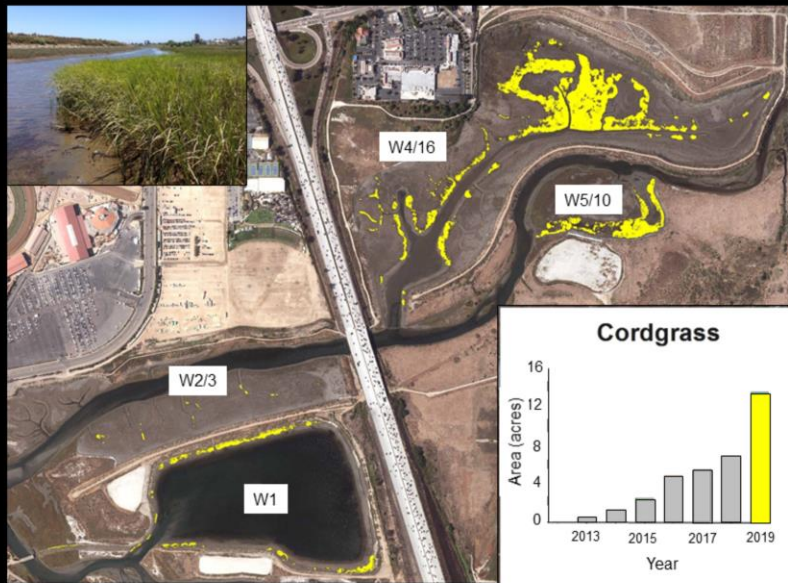 W4/16
W5/10
W2/3
W1
Cordgrass
Area (acres)
16
12
8
4
0
2013
2015
2017
2019
Year